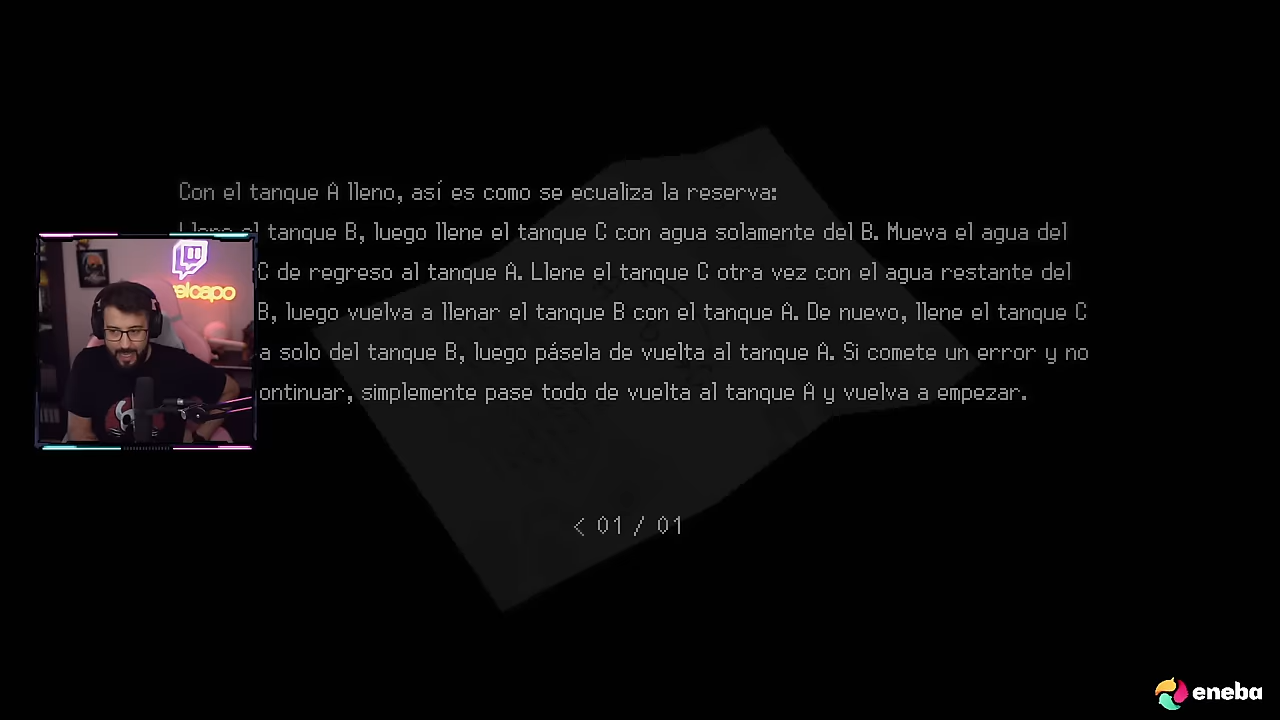 Con el tanque A lleno, así es como se ecualiza la reserva:
tanque B, luego llene el tanque C con agua solamente del B. Mueva el agua del
C de regreso al tanque A. Llene el tanque C otra vez con el agua restante del
B, luego vuelva a llenar el tanque B con el tanque A. De nuevo, llene el tanque C
a solo del tanque B, luego pásela de vuelta al tanque A. Si comete un error y no
ontinuar, simplemente pase todo de vuelta al tanque A y vuelva a empezar.
elcapo
< 01 / 01
eneba